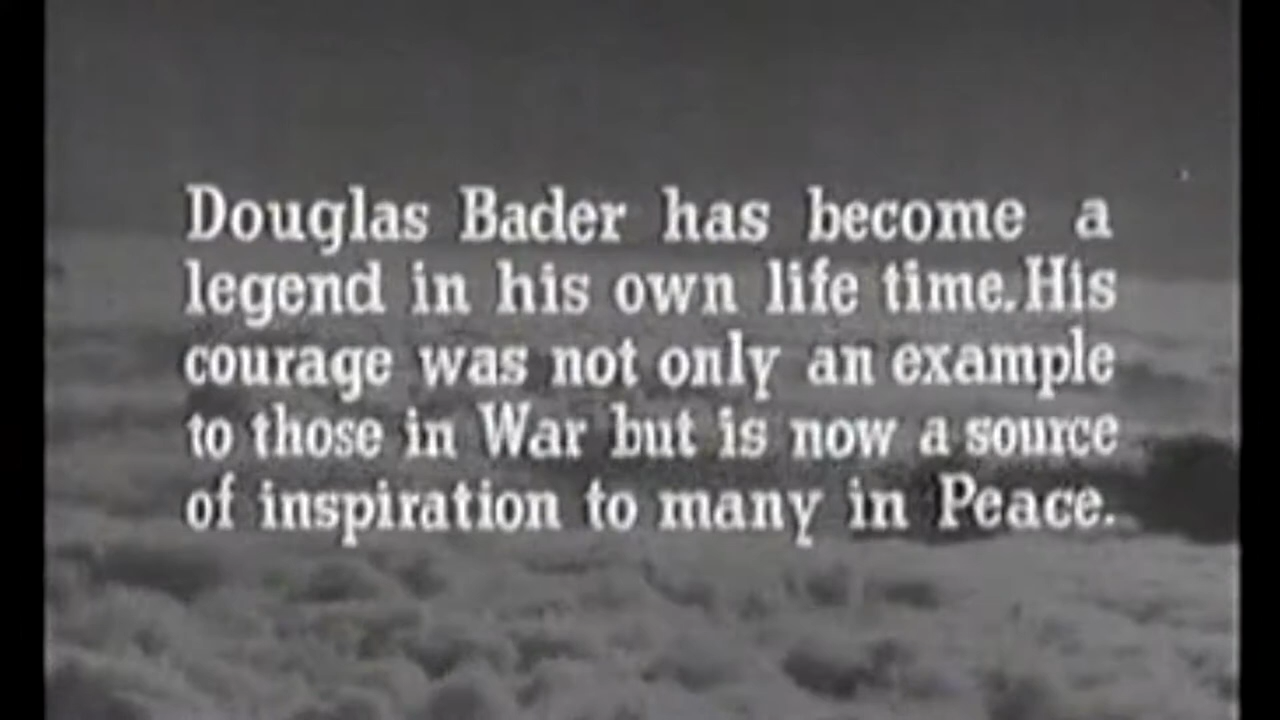 Douglas Bader has become a
legend in his own life time. His
courage was not only an example
to those in War but is now a source
of inspiration to many in Peace.